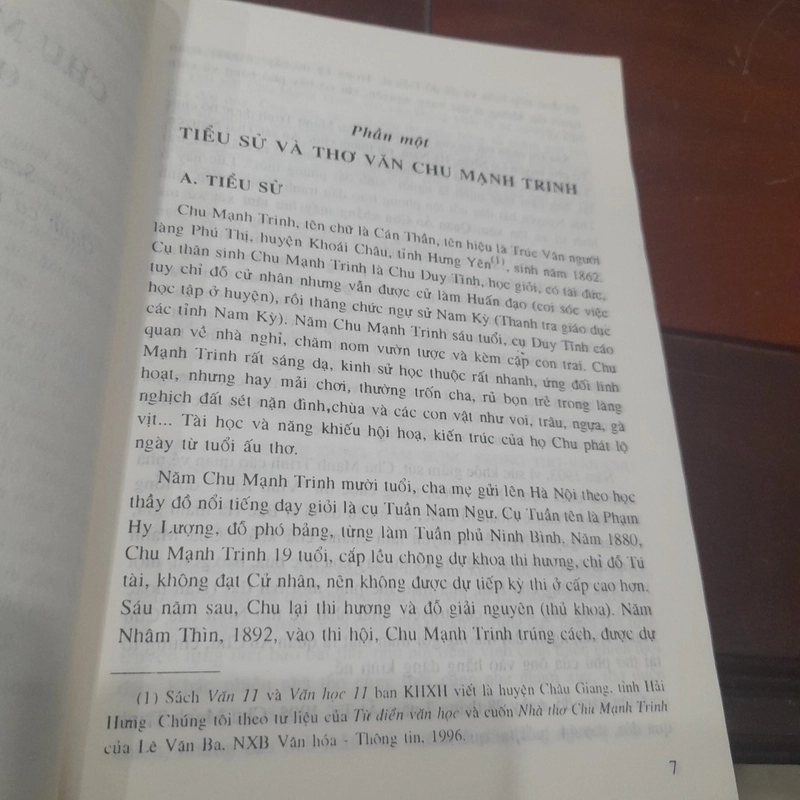 Phần một
TIỂU SỬ VÀ THƠ VĂN CHU MẠNH TRINH
A. TIỂU SỬ
Chu Mạnh Trinh, tên chữ là Cán Thần, tên hiệu là Trúc Vân người
làng Phú Thị, huyện Khoái Châu, tỉnh Hưng Yên(1), sinh năm 1862.
Cụ thân sinh Chu Mạnh Trinh là Chu Duy Tĩnh, học giỏi, có tài đức,
tuy chỉ đỗ cử nhân nhưng vẫn được cử làm Huấn đạo (coi sóc việc
học tập ở huyện), rồi thăng chức ngự sử Nam Kỳ (Thanh tra giáo dục
các tỉnh Nam Kỳ). Năm Chu Mạnh Trinh sáu tuổi, cụ Duy Tĩnh cáo
quan về nhà nghỉ, chăm nom vườn tược và kèm cặp con trai. Chu
Mạnh Trinh rất sáng dạ, kinh sử học thuộc rất nhanh, ứng đối linh
hoạt, nhưng hay mải chơi, thường trốn cha, rủ bọn trẻ trong làng
nghịch đất sét nặn đình,chùa và các con vật như voi, trâu, ngựa, gà
vịt... Tài học và năng khiếu hội hoạ, kiến trúc của họ Chu phát lộ
ngày từ tuổi ấu thơ.
Năm Chu Mạnh Trinh mười tuổi, cha mẹ gửi lên Hà Nội theo học
thầy đồ nổi tiếng dạy giỏi là cụ Tuần Nam Ngư. Cụ Tuần tên là Phạm
Hy Lượng, đỗ phó bảng, từng làm Tuần phủ Ninh Bình. Năm 1880,
Chu Mạnh Trinh 19 tuổi, cắp lều chõng dự khoa thi hương, chỉ đỗ Tú
tài, không đạt Cử nhân, nên không được dự tiếp kỳ thi ở cấp cao hơn.
Sáu năm sau, Chu lại thi hương và đỗ giải nguyên (thủ khoa). Năm
Nhâm Thìn, 1892, vào thi hội, Chu Mạnh Trinh trúng cách, được dự
(1) Sách Văn 11 và Văn học 11 ban KHXH viết là huyện Châu Giang, tỉnh Hải
Hưng. Chúng tôi theo tư liệu của Từ điển văn học và cuốn Nhà thơ Chu Mạnh Trinh
của Lê Văn Ba, NXB Văn hóa - Thông tin, 1996.
7